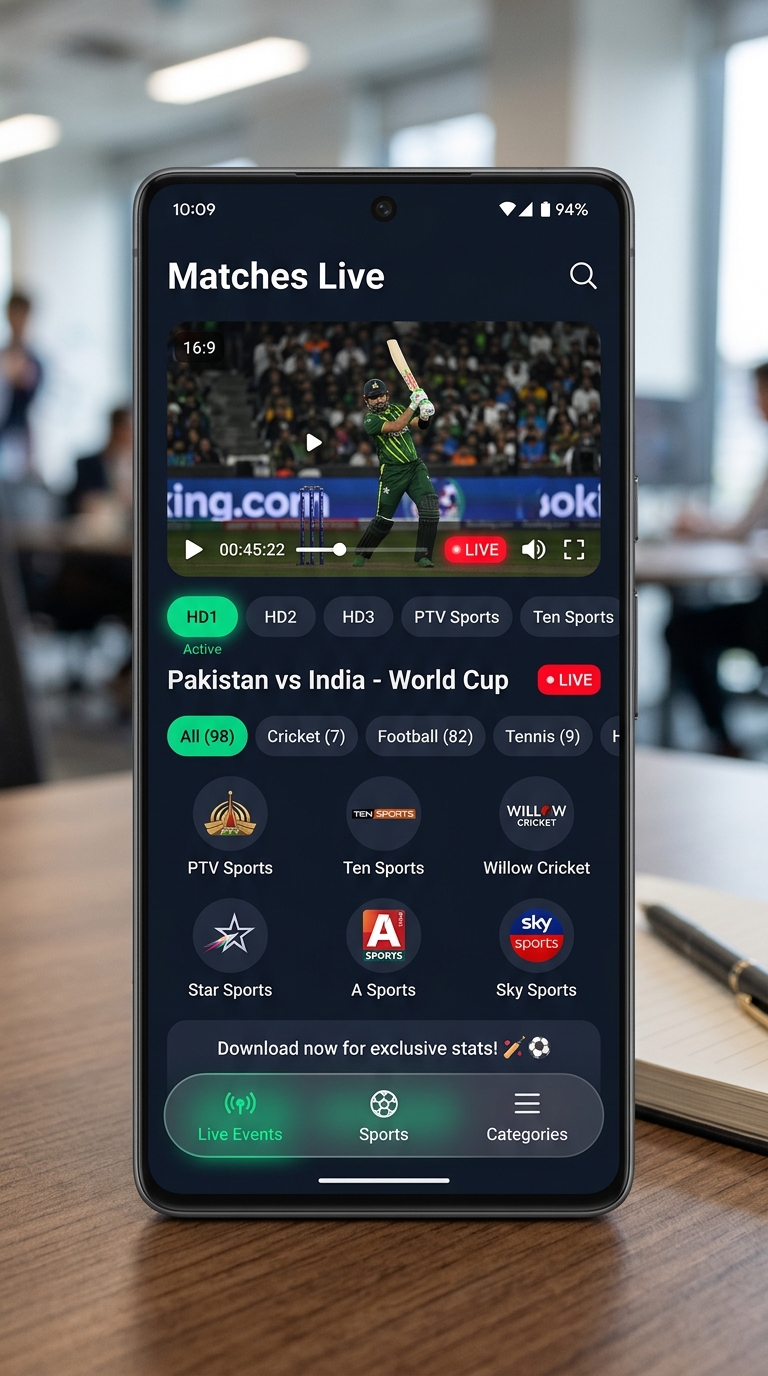 10:09
94%
Matches Live
16:9
king.com
ooki
00:45:22
LIVE
HD1
HD2
HD3
PTV Sports
Ten Sports
Active
Pakistan vs India - World Cup
LIVE
All (98)
Cricket (7)
Football (82)
Tennis (9)
H
PTV
TEN SPORTS
WILLOW
CRICKET
PTV Sports
Ten Sports
Willow Cricket
A
SPORTS
sky
sports
Star Sports
A Sports
Sky Sports
Download now for exclusive stats!
Live Events
Sports
Categories